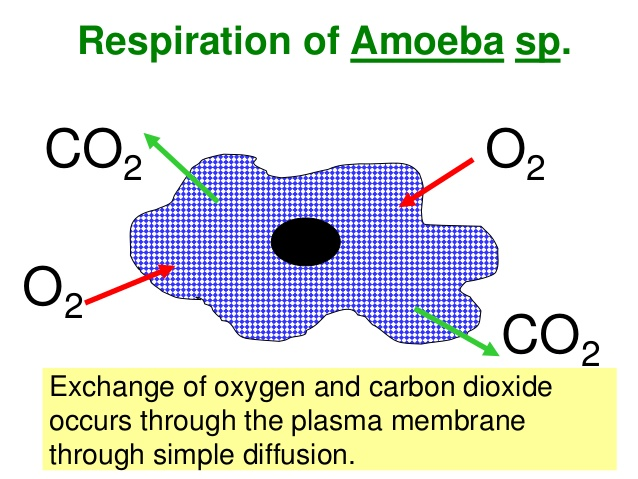 Respiration of Amoeba sp.
CO₂
O₂
O₂
CO₂
Exchange of oxygen and carbon dioxide
occurs through the plasma membrane
through simple diffusion.